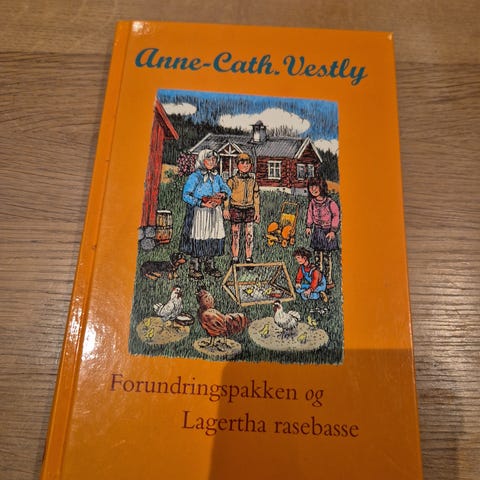 Anne-Cath. Vestly
Forundringspakken og
Lagertha rasebasse